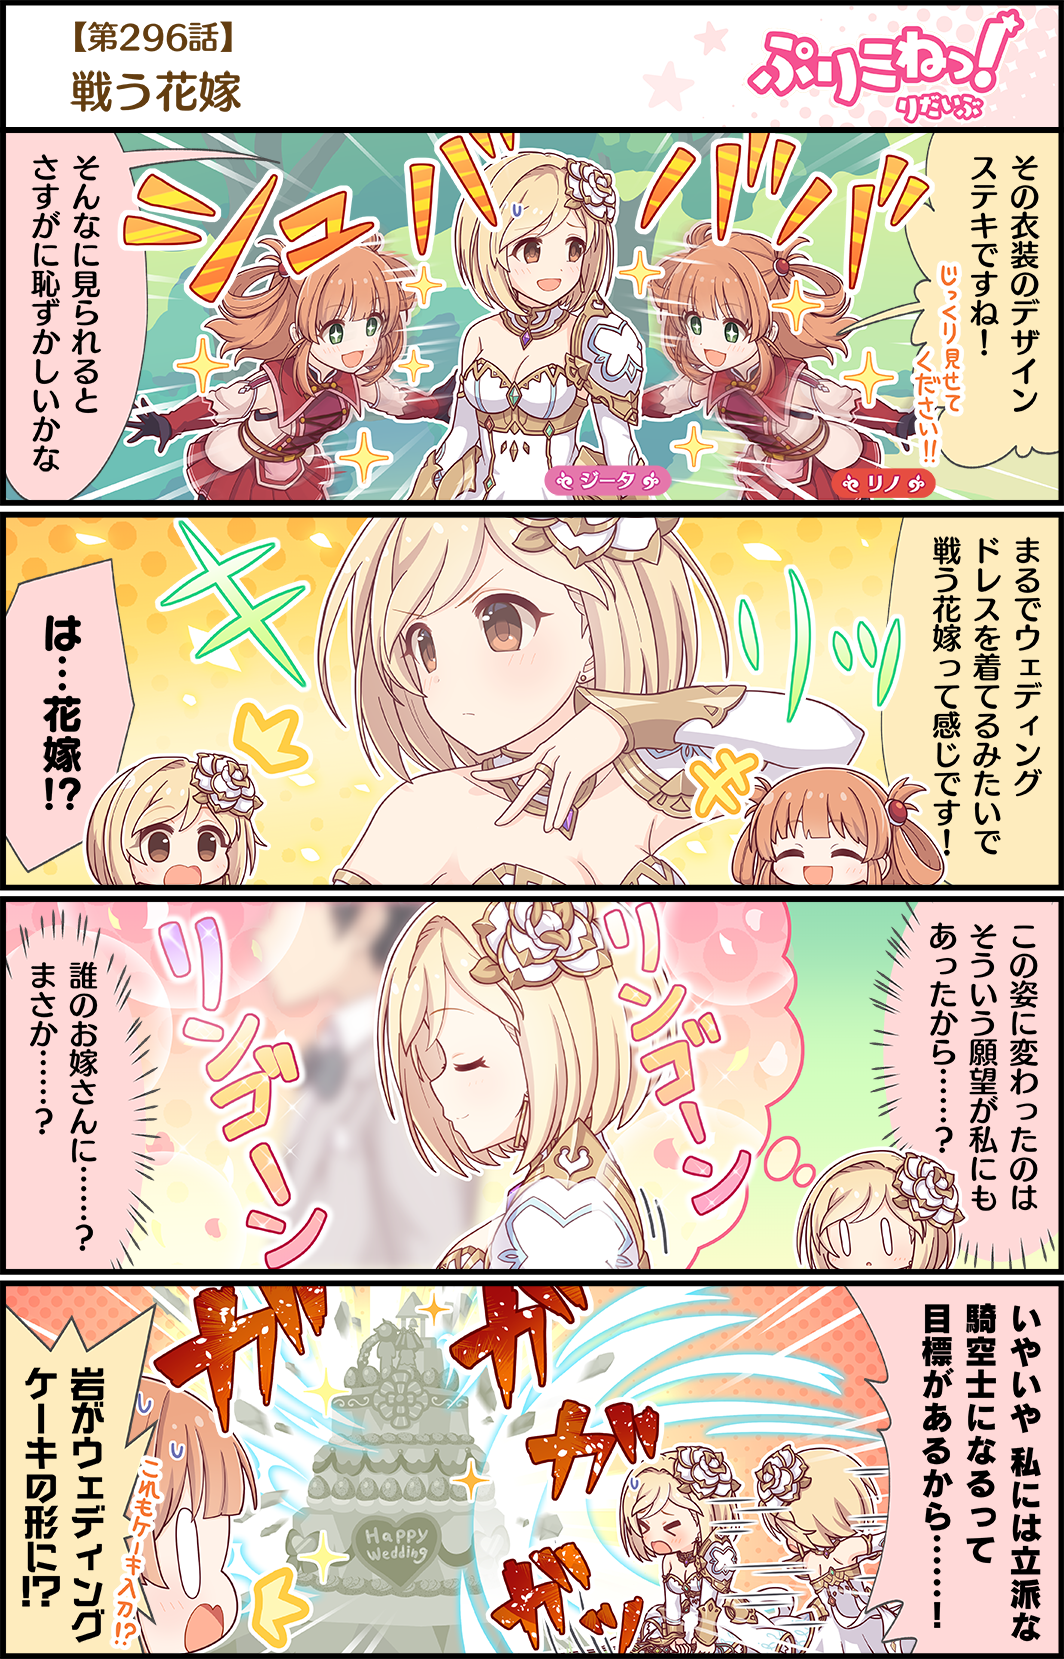 【第296話】
戦う花嫁
ぷりこねっ!
りだいぶ
その衣装のデザイン
ステキですね!
じっくり見せて
ください!!
シュバババッ
そんなに見られると
さすがに恥ずかしいかな
ジータ
リノ
まるでウェディング
ドレスを着てるみたいで
戦う花嫁って感じです!
リッ
は…花嫁!?
この姿に変わったのは
そういう願望が私にも
あったから……?
リンゴーン
リンゴーン
誰のお嫁さんに……?
まさか……?
いやいや 私には立派な
騎空士になるって
目標があるから………!
ガガガガガッ
Happy
Wedding
岩がウェディング
ケーキの形に!?
これもケーキ入刀!?